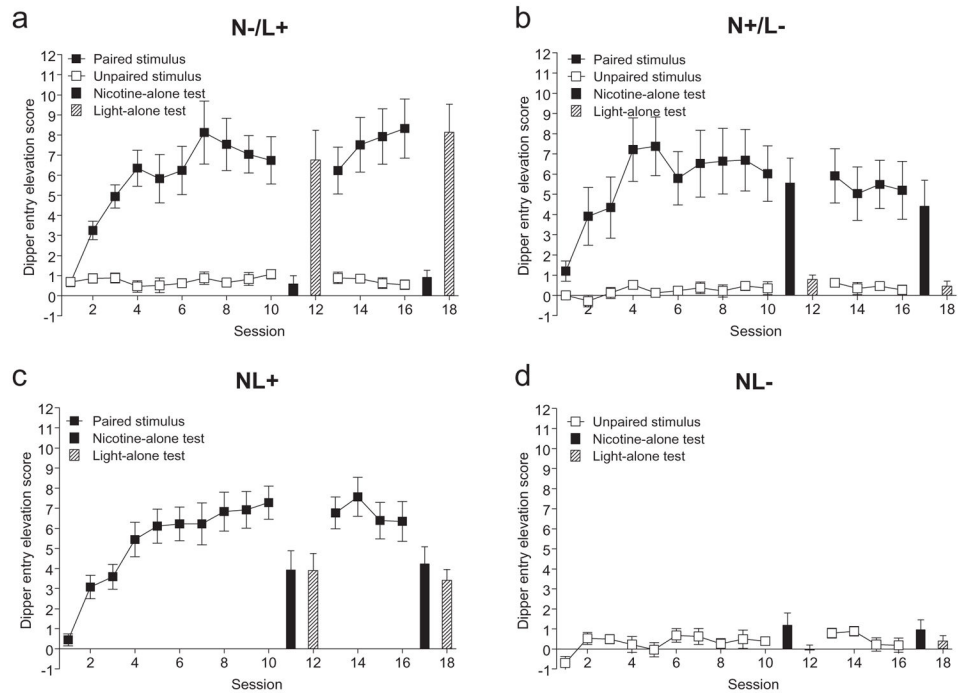 a
N-/L+
Dipper entry elevation score
12
11
10
9
8
7
6
5
4
3
2
1
0
-1
Paired stimulus
Unpaired stimulus
Nicotine-alone test
Light-alone test
2 4 6 8 10 12 14 16 18
Session
b
N+/L-
Dipper entry elevation score
12
11
10
9
8
7
6
5
4
3
2
1
0
-1
Paired stimulus
Unpaired stimulus
Nicotine-alone test
Light-alone test
2 4 6 8 10 12 14 16 18
Session
c
NL+
Dipper entry elevation score
12
11
10
9
8
7
6
5
4
3
2
1
0
-1
Paired stimulus
Nicotine-alone test
Light-alone test
2 4 6 8 10 12 14 16 18
Session
d
NL-
Dipper entry elevation score
12
11
10
9
8
7
6
5
4
3
2
1
0
-1
Unpaired stimulus
Nicotine-alone test
Light-alone test
2 4 6 8 10 12 14 16 18
Session